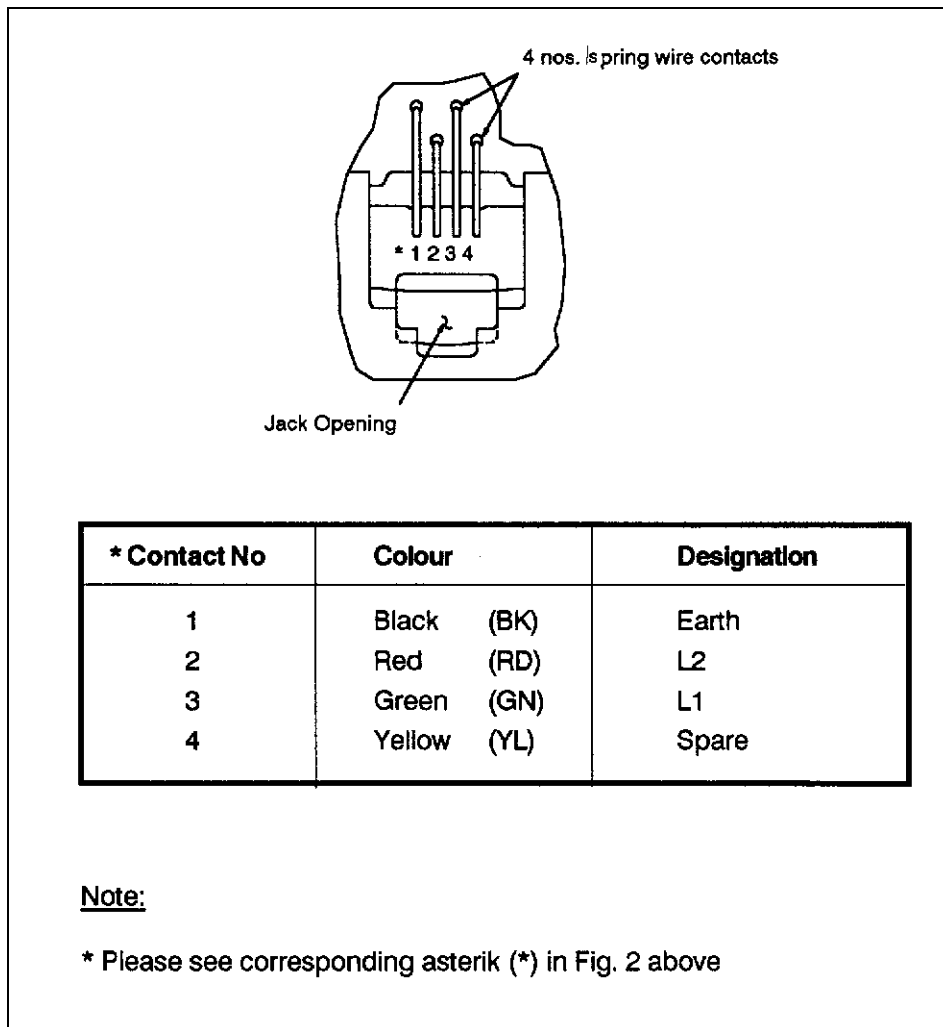 4 nos. spring wire contacts
* 1 2 3 4
Jack Opening
* Contact No Colour Designation
1 Black (BK) Earth
2 Red (RD) L2
3 Green (GN) L1
4 Yellow (YL) Spare
Note:
* Please see corresponding asterik (*) in Fig. 2 above